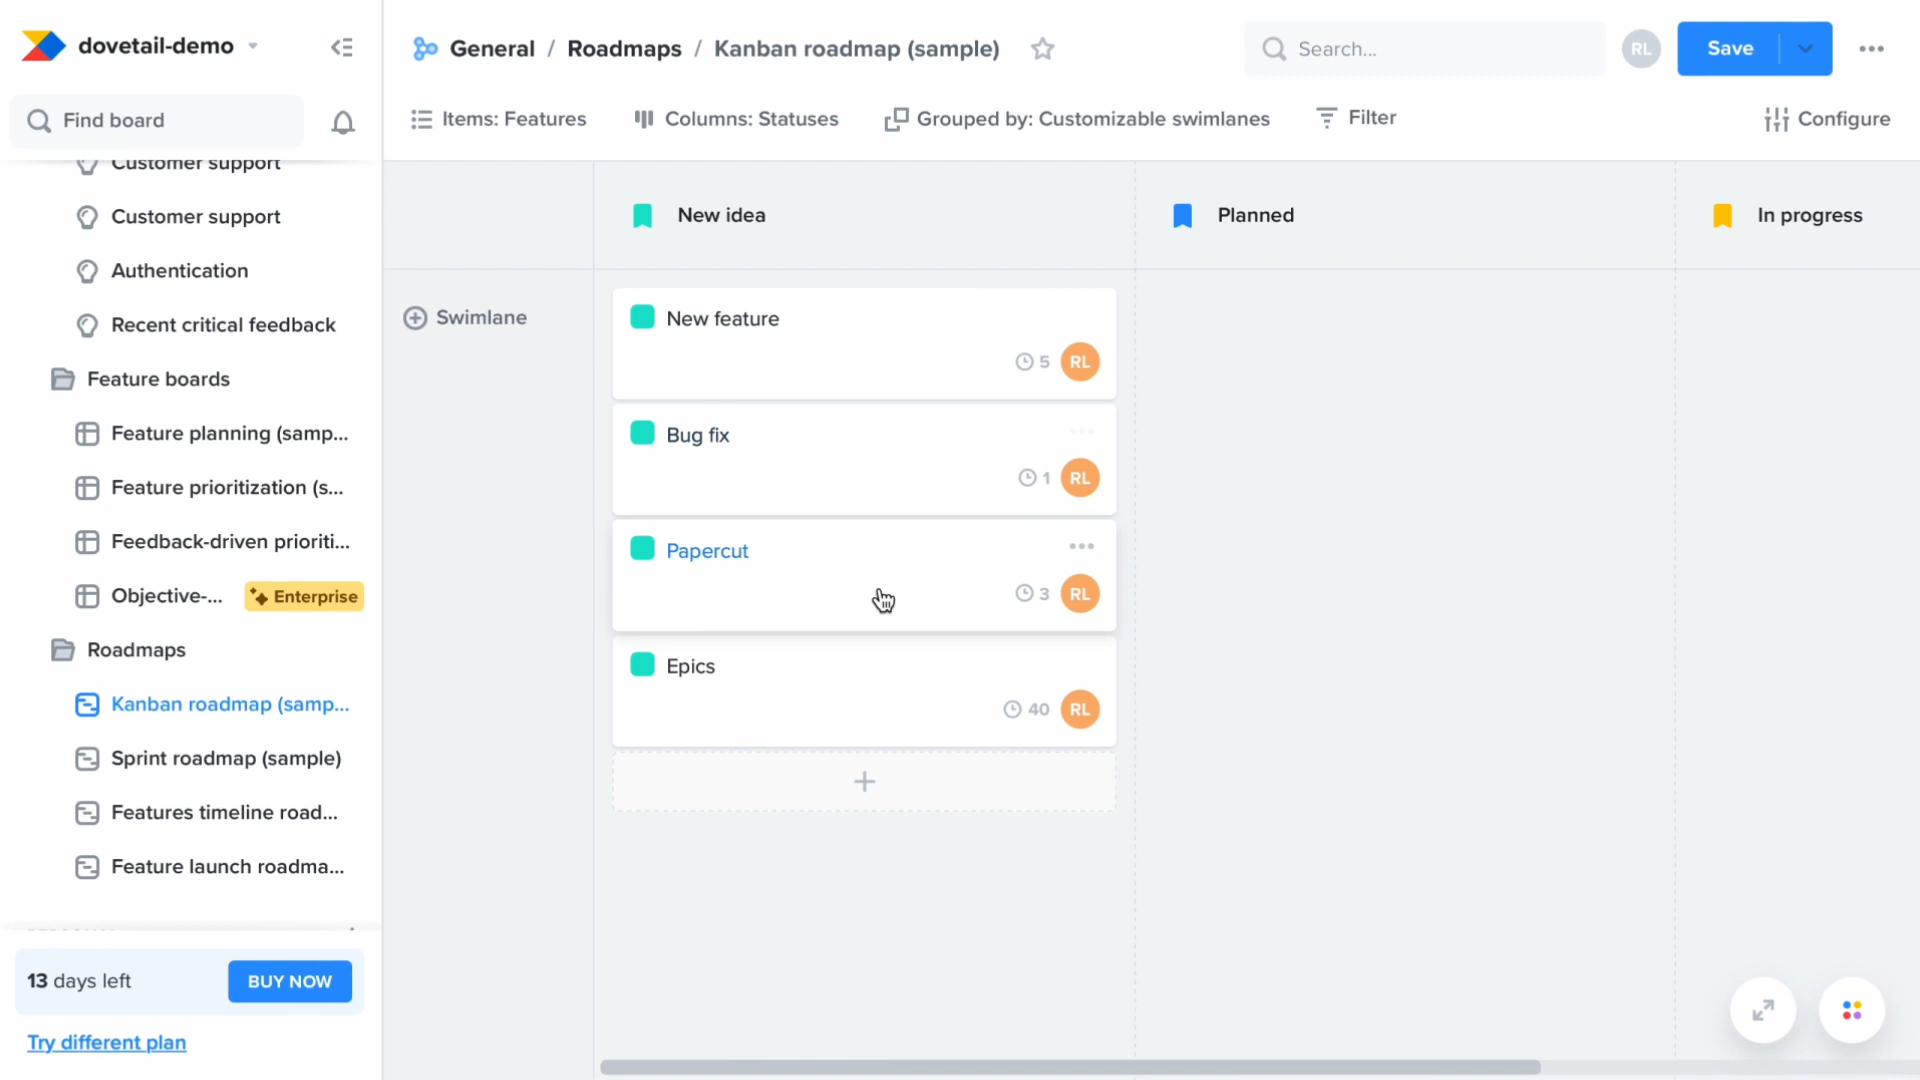 dovetail-demo
General / Roadmaps / Kanban roadmap (sample)
Search...
RL
Save
Find board
Items: Features
Columns: Statuses
Grouped by: Customizable swimlanes
Filter
Configure
Customer support
Customer support
Authentication
Recent critical feedback
Feature boards
Feature planning (samp...
Feature prioritization (s...
Feedback-driven prioriti...
Objective-...
Enterprise
Roadmaps
Kanban roadmap (samp...
Sprint roadmap (sample)
Features timeline road...
Feature launch roadma...
13 days left
BUY NOW
Try different plan
New idea
Planned
In progress
Swimlane
New feature
5 RL
Bug fix
1 RL
Papercut
3 RL
Epics
40 RL